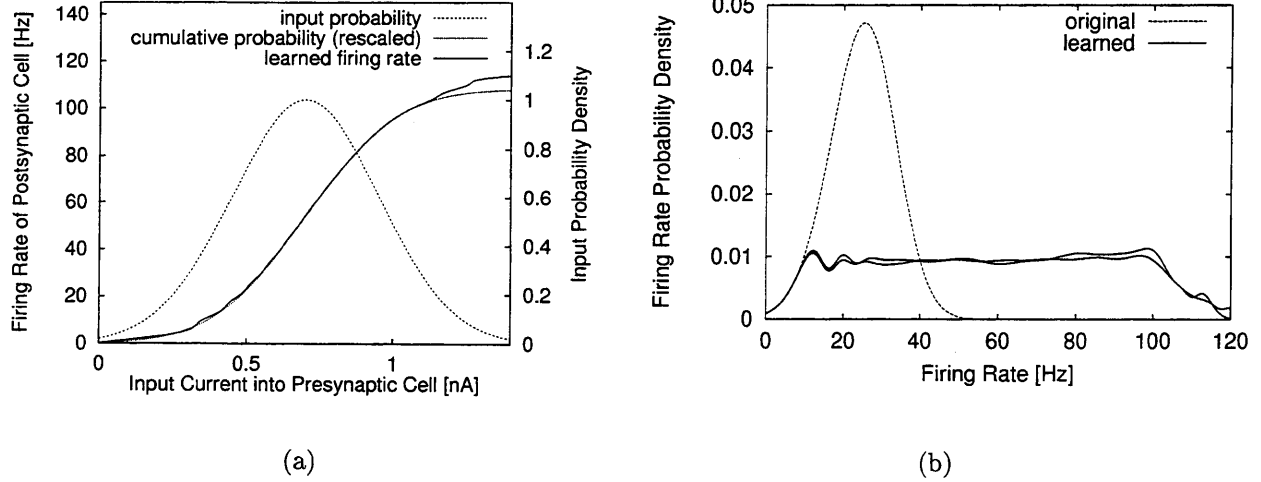 140
120
100
80
60
40
20
0
Firing Rate of Postsynaptic Cell [Hz]
input probability
cumulative probability (rescaled)
learned firing rate
1.2
1
0.8
0.6
0.4
0.2
0
Input Probability Density
0
0.5
1
Input Current into Presynaptic Cell [nA]
(a)
0.05
0.04
0.03
0.02
0.01
0
Firing Rate Probability Density
original
learned
0
20
40
60
80
100
120
Firing Rate [Hz]
(b)